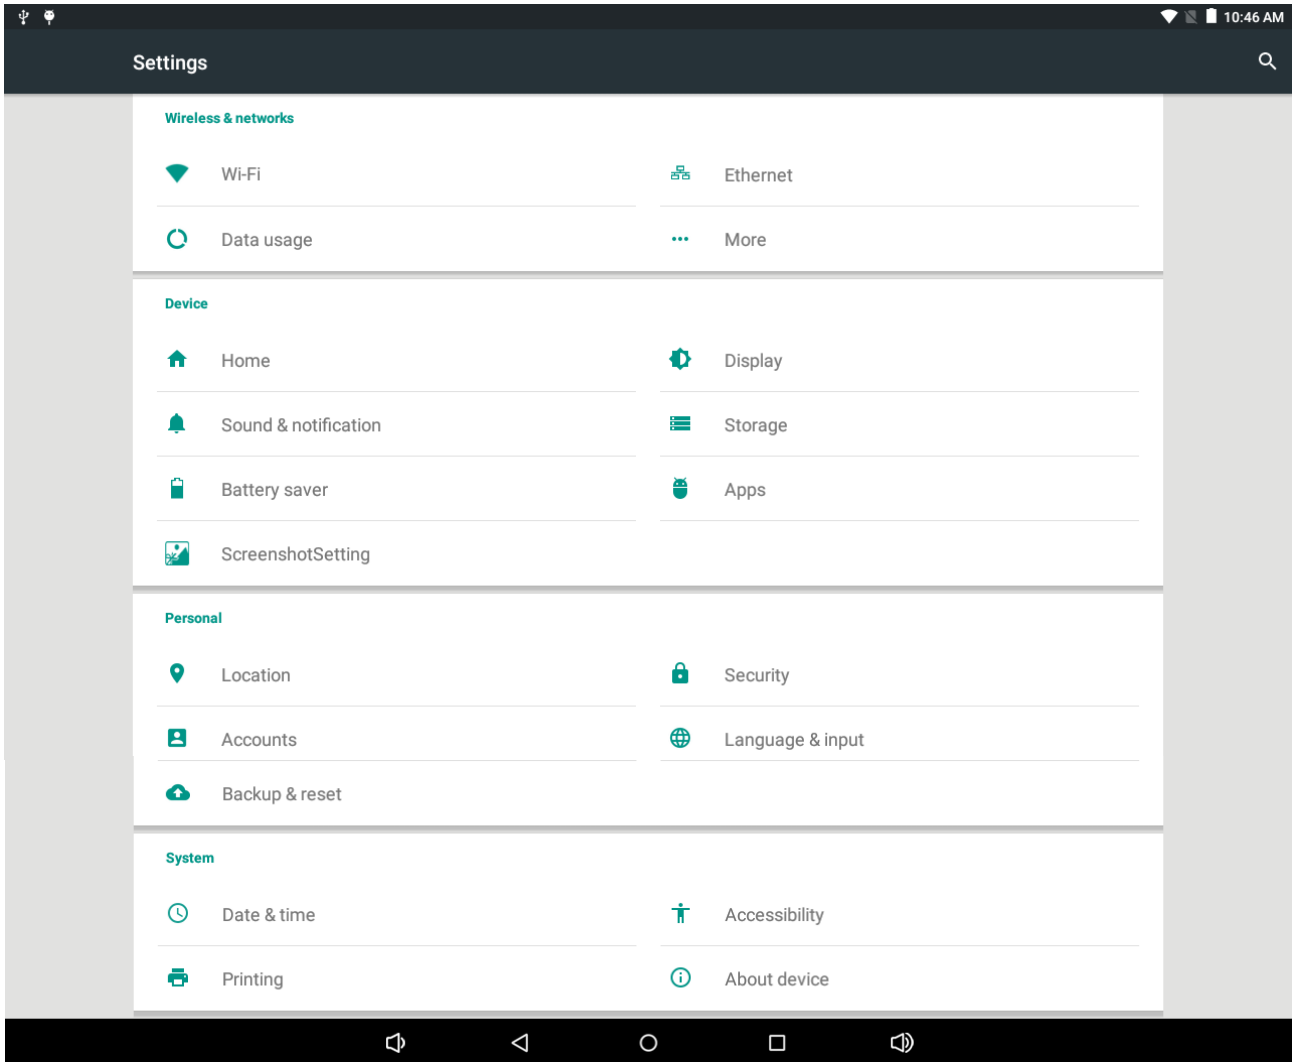 10:46 AM
Settings
Wireless & networks
Wi-Fi
Ethernet
Data usage
More
Device
Home
Display
Sound & notification
Storage
Battery saver
Apps
ScreenshotSetting
Personal
Location
Security
Accounts
Language & input
Backup & reset
System
Date & time
Accessibility
Printing
About device